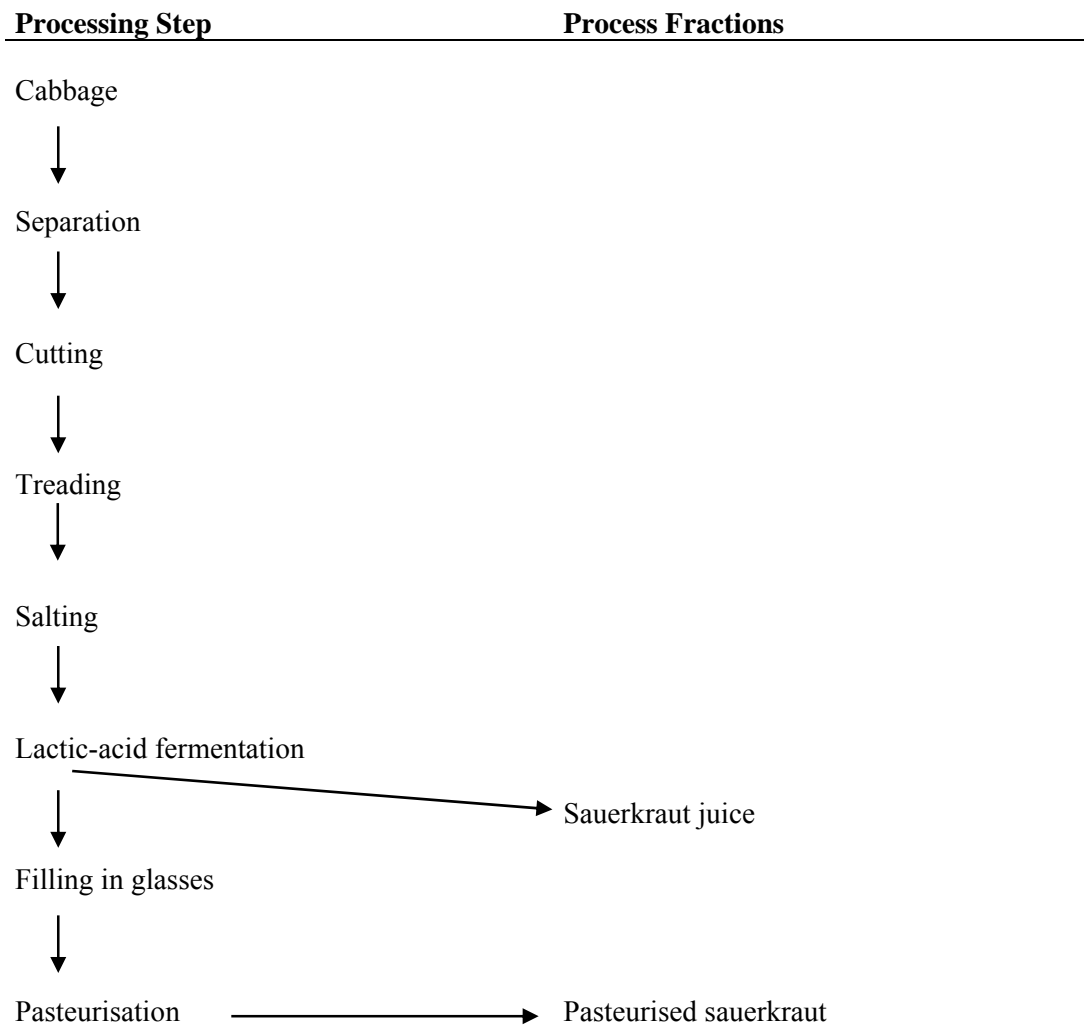 Processing Step Process Fractions
Cabbage
Separation
Cutting
Treading
Salting
Lactic-acid fermentation
Sauerkraut juice
Filling in glasses
Pasteurisation Pasteurised sauerkraut